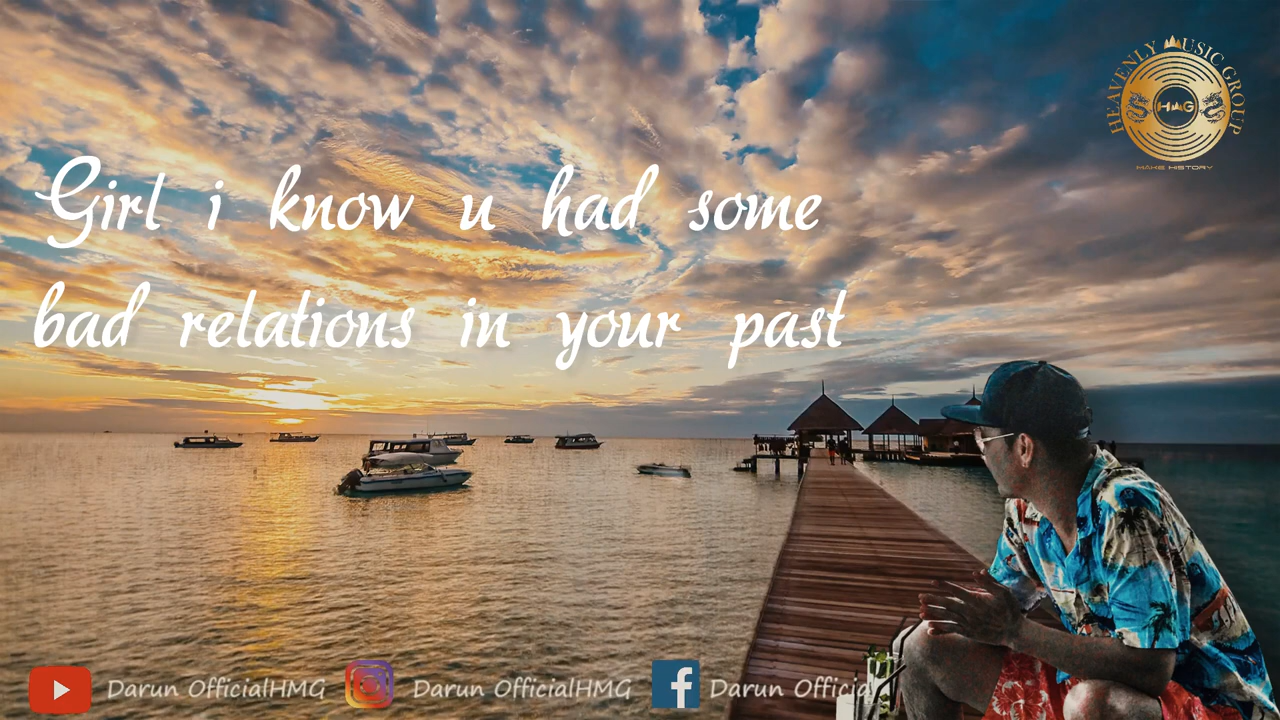 HEAVENLY MUSIC GROUP
HMG
MAKE HISTORY
Girl i know u had some
bad relations in your past
Darun OfficialHMG
Darun OfficialHMG
Darun Official